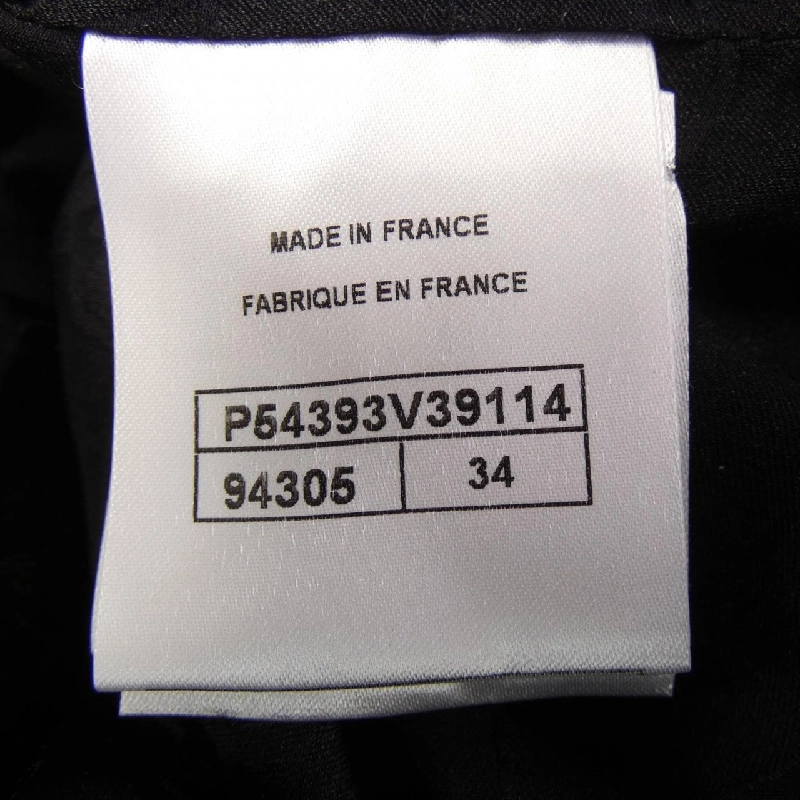 MADE IN FRANCE
FABRIQUE EN FRANCE
P54393V39114
94305 34